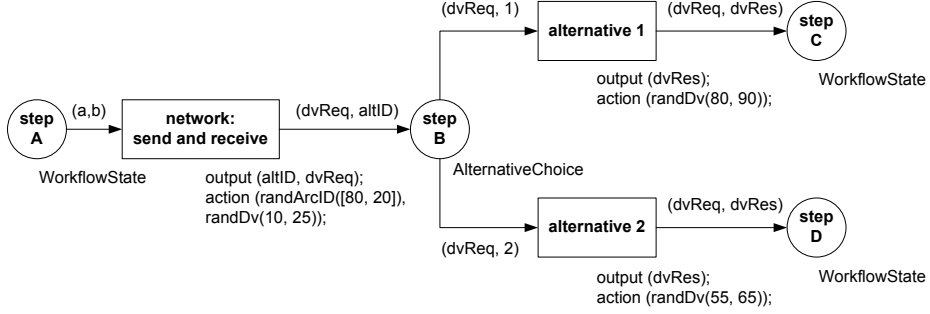 (dvReq, 1)
alternative 1
(dvReq, dvRes)
step
C
output (dvRes);
action (randDv(80, 90));
WorkflowState
step
A
(a,b)
network:
send and receive
(dvReq, altID)
step
B
WorkflowState
output (altID, dvReq);
action (randArcID([80, 20]),
randDv(10, 25));
AlternativeChoice
(dvReq, 2)
alternative 2
(dvReq, dvRes)
step
D
output (dvRes);
action (randDv(55, 65));
WorkflowState